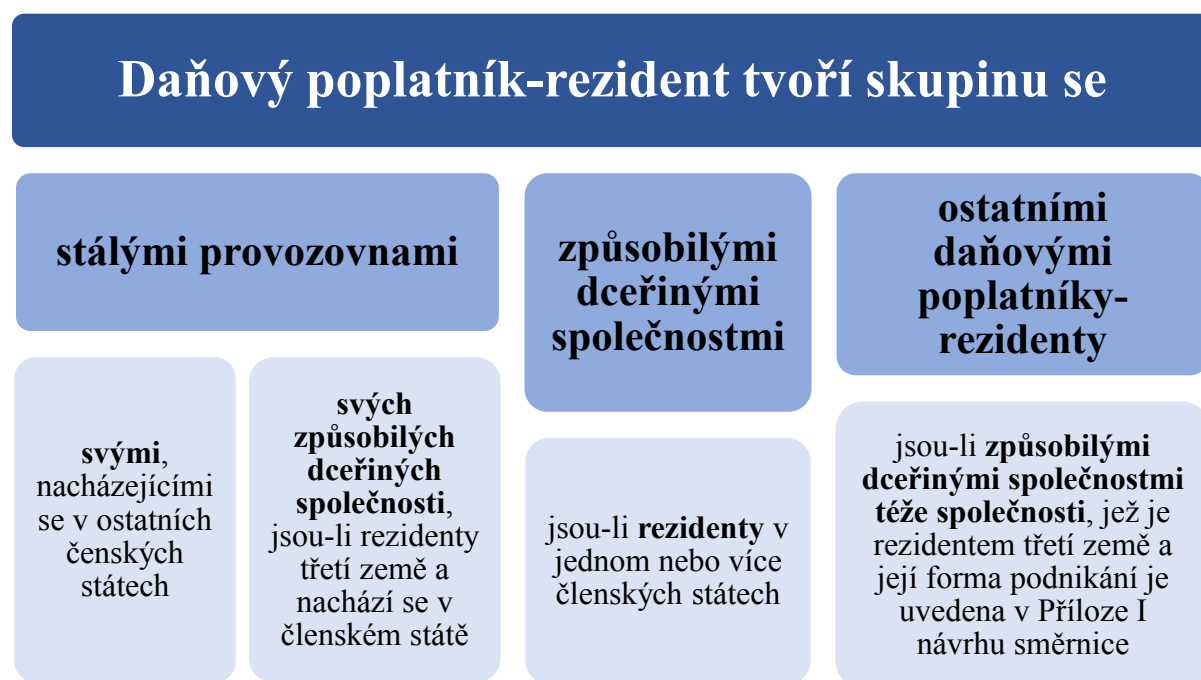 Daňový poplatník-rezident tvoří skupinu se
stálými provozovnami
svými,
nacházejícími
se v ostatních
čenských
státech
svých
způsobilých
dceřiných
společnosti,
jsou-li rezidenty
třetí země a
nachází se v
členském státě
způsobilými
dceřinými
společnostmi
jsou-li rezidenty v
jednom nebo více
členských státech
ostatními
daňovými
poplatníky-
rezidenty
jsou-li způsobilými
dceřinými společnostmi
téže společnosti, jež je
rezidentem třetí země a
její forma podnikání je
uvedena v Příloze I
návrhu směrnice